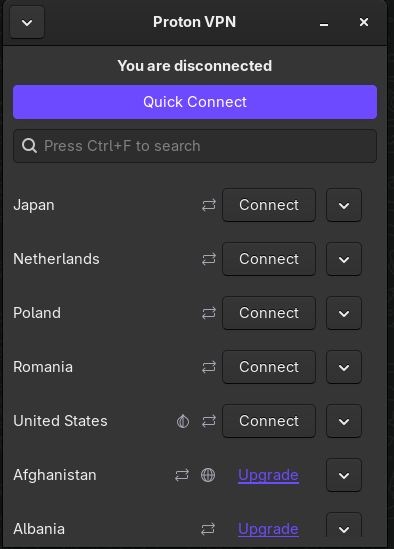 Proton VPN
You are disconnected
Quick Connect
Press Ctrl+F to search
Japan Connect
Netherlands Connect
Poland Connect
Romania Connect
United States Connect
Afghanistan Upgrade
Albania Upgrade